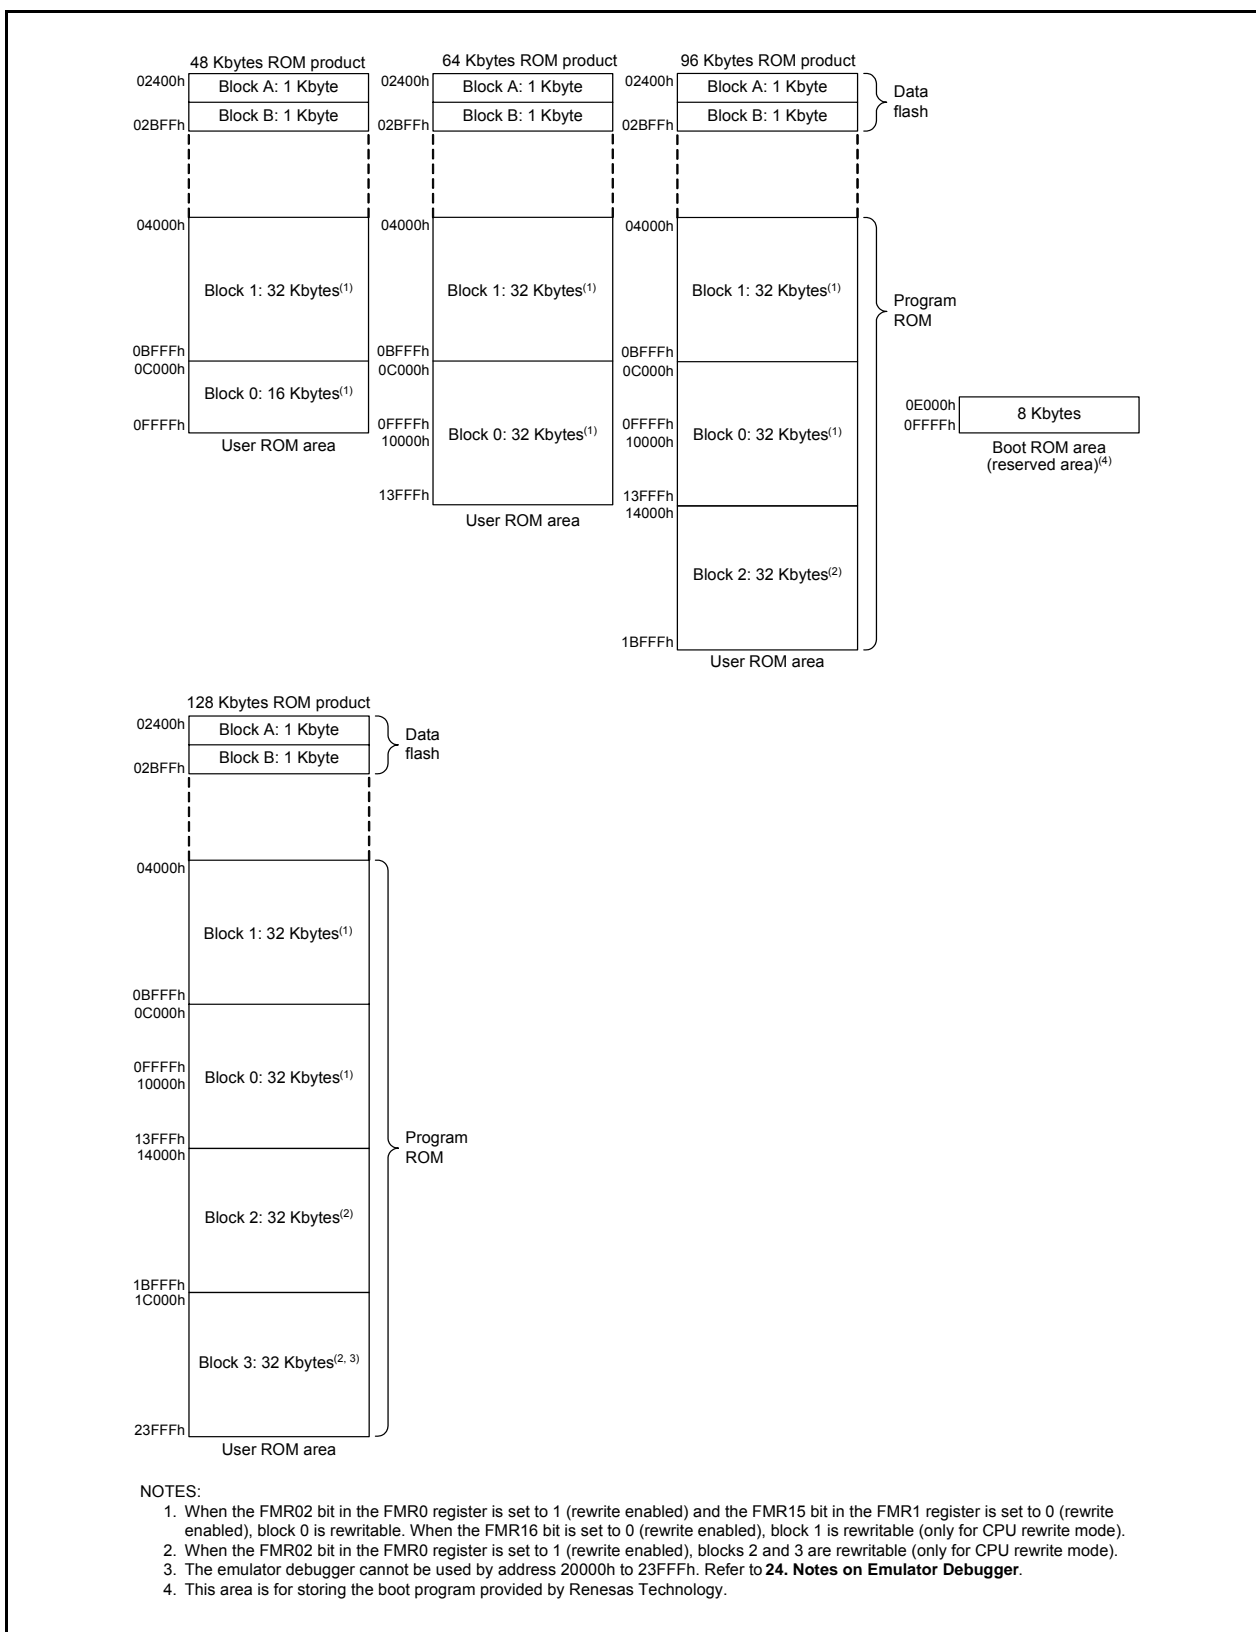 48 Kbytes ROM product
02400h
Block A: 1 Kbyte
Block B: 1 Kbyte
02BFFh
04000h
Block 1: 32 Kbytes(1)
0BFFFh
0C000h
Block 0: 16 Kbytes(1)
0FFFFh
User ROM area
64 Kbytes ROM product
02400h
Block A: 1 Kbyte
Block B: 1 Kbyte
02BFFh
04000h
Block 1: 32 Kbytes(1)
0BFFFh
0C000h
0FFFFh
Block 0: 32 Kbytes(1)
10000h
13FFFh
User ROM area
96 Kbytes ROM product
02400h
Block A: 1 Kbyte
Block B: 1 Kbyte
02BFFh
Data
flash
04000h
Block 1: 32 Kbytes(1)
0BFFFh
0C000h
0FFFFh
Block 0: 32 Kbytes(1)
10000h
13FFFh
14000h
Block 2: 32 Kbytes(2)
1BFFFh
User ROM area
Program
ROM
0E000h
8 Kbytes
0FFFFh
Boot ROM area
(reserved area)(4)
128 Kbytes ROM product
02400h
Block A: 1 Kbyte
Block B: 1 Kbyte
02BFFh
Data
flash
04000h
Block 1: 32 Kbytes(1)
0BFFFh
0C000h
0FFFFh
Block 0: 32 Kbytes(1)
10000h
13FFFh
14000h
Program
ROM
Block 2: 32 Kbytes(2)
1BFFFh
1C000h
Block 3: 32 Kbytes(2, 3)
23FFFh
User ROM area
NOTES:
1. When the FMR02 bit in the FMR0 register is set to 1 (rewrite enabled) and the FMR15 bit in the FMR1 register is set to 0 (rewrite
enabled), block 0 is rewritable. When the FMR16 bit is set to 0 (rewrite enabled), block 1 is rewritable (only for CPU rewrite mode).
2. When the FMR02 bit in the FMR0 register is set to 1 (rewrite enabled), blocks 2 and 3 are rewritable (only for CPU rewrite mode).
3. The emulator debugger cannot be used by address 20000h to 23FFFh. Refer to 24. Notes on Emulator Debugger.
4. This area is for storing the boot program provided by Renesas Technology.